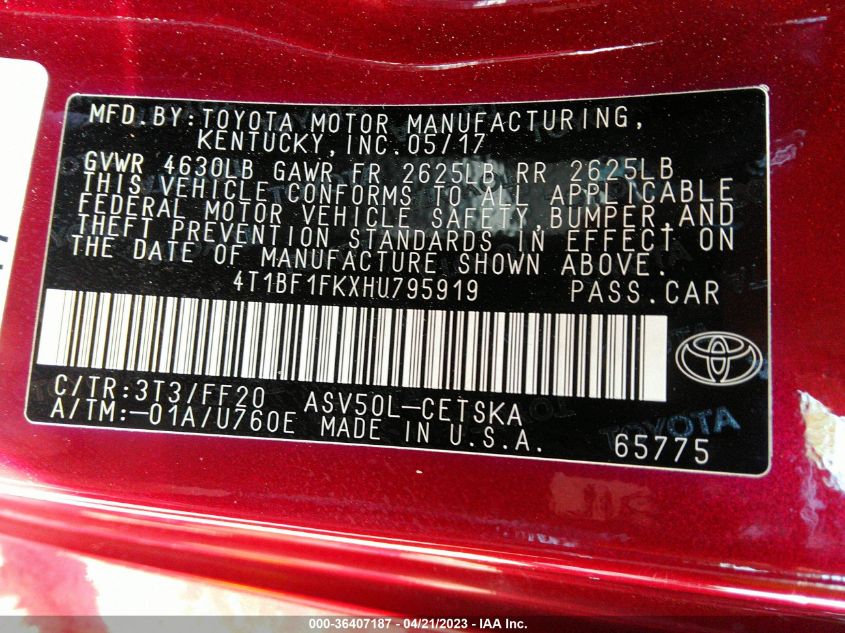 MFD.BY:TOYOTA MOTOR MANUFACTURING,
KENTUCKY, INC.05/17
GVWR 4630LB GAWR FR 2625LB RR 2625LB
THIS VEHICLE CONFORMS TO ALL APPLICABLE
FEDERAL MOTOR VEHICLE SAFETY,BUMPER,AND
THEFT PREVENTION STANDARDS IN EFFECT ON
THE DATE OF MANUFACTURE SHOWN ABOVE.
4T1BF1FKXHU795919 PASS.CAR
C/TR:3T3/FF20 ASV50L-CETSKA
A/TM:-01A/U760E MADE IN U.S.A. 65775
TOYOTA
000-36407187 - 04/21/2023 - IAA Inc.